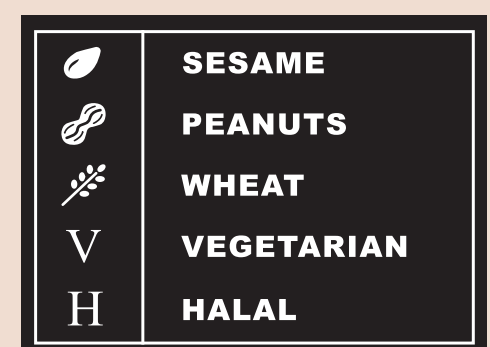 SESAME
PEANUTS
WHEAT
V VEGETARIAN
H HALAL